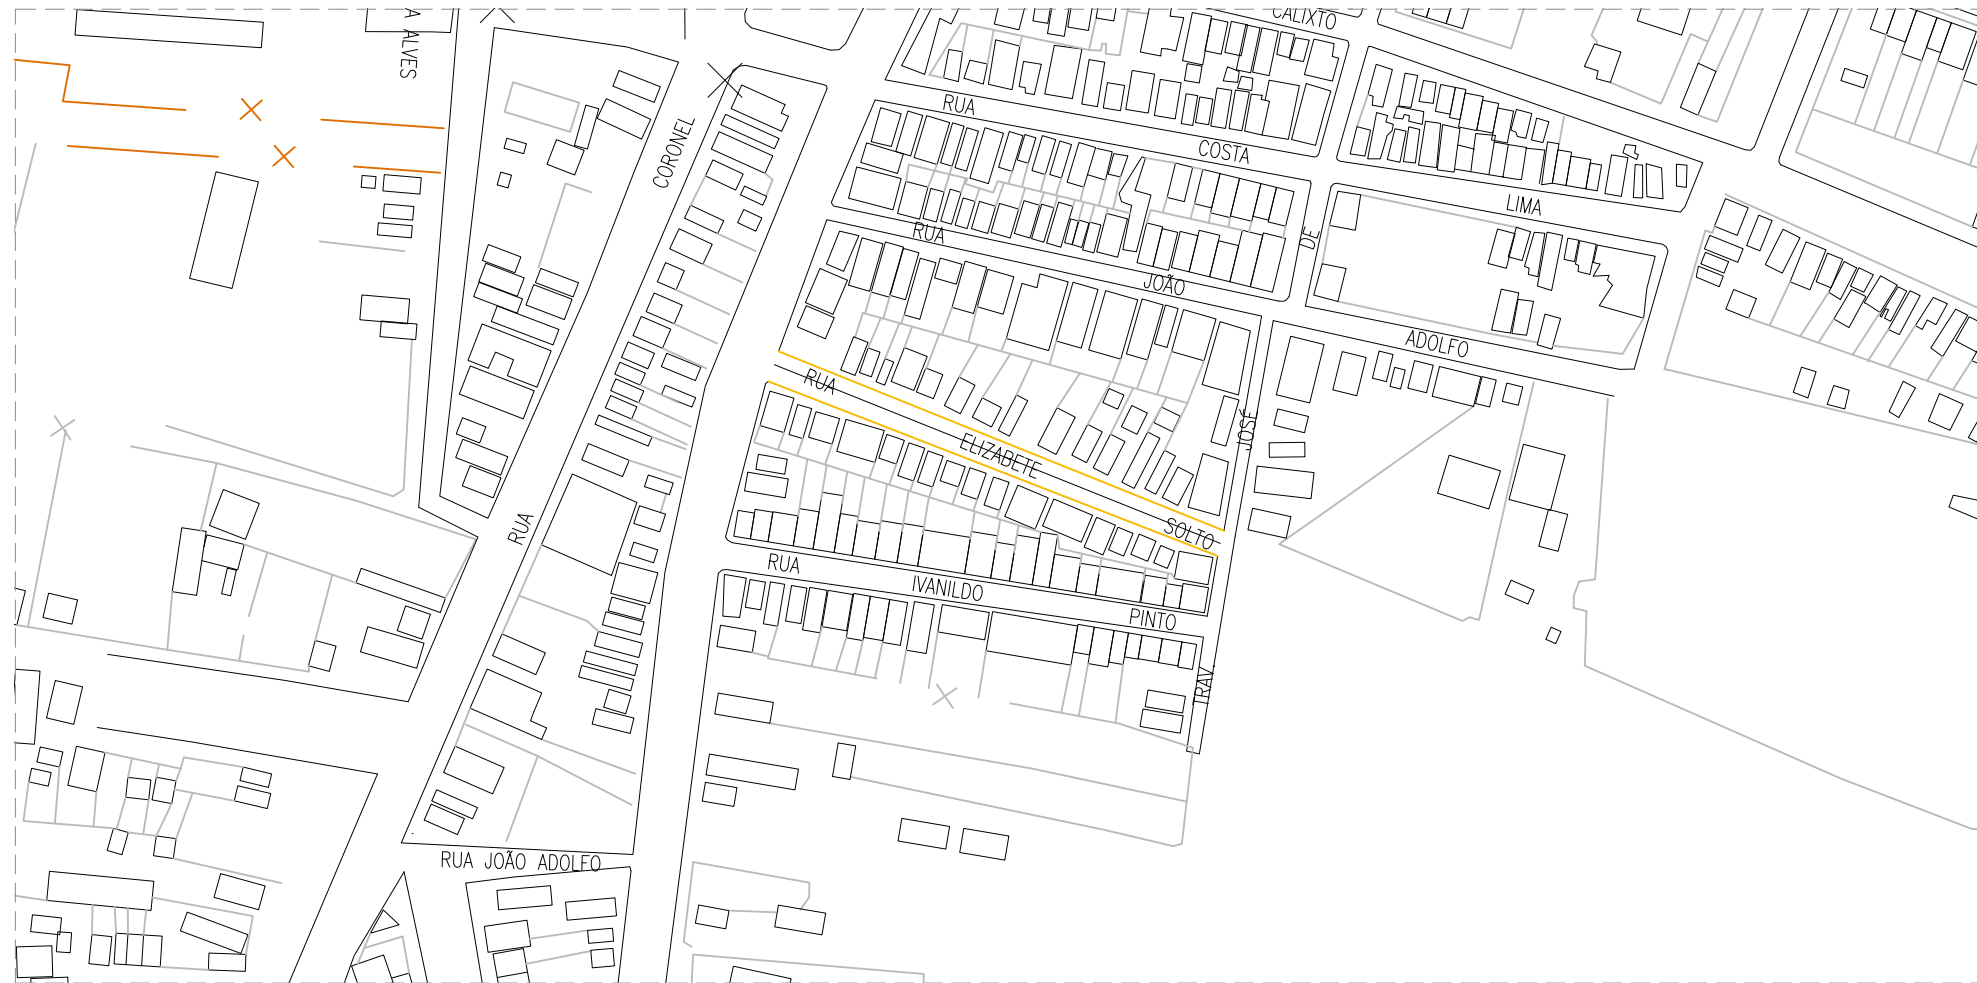 A ALVES
CALIXTO
RUA COSTA DE LIMA
RUA CORONEL
RUA JOÃO ADOLFO
RUA ELIZABETE SOLTO
RUA IVANILDO PINTO
TRAV. JOSÉ
RUA JOÃO ADOLFO